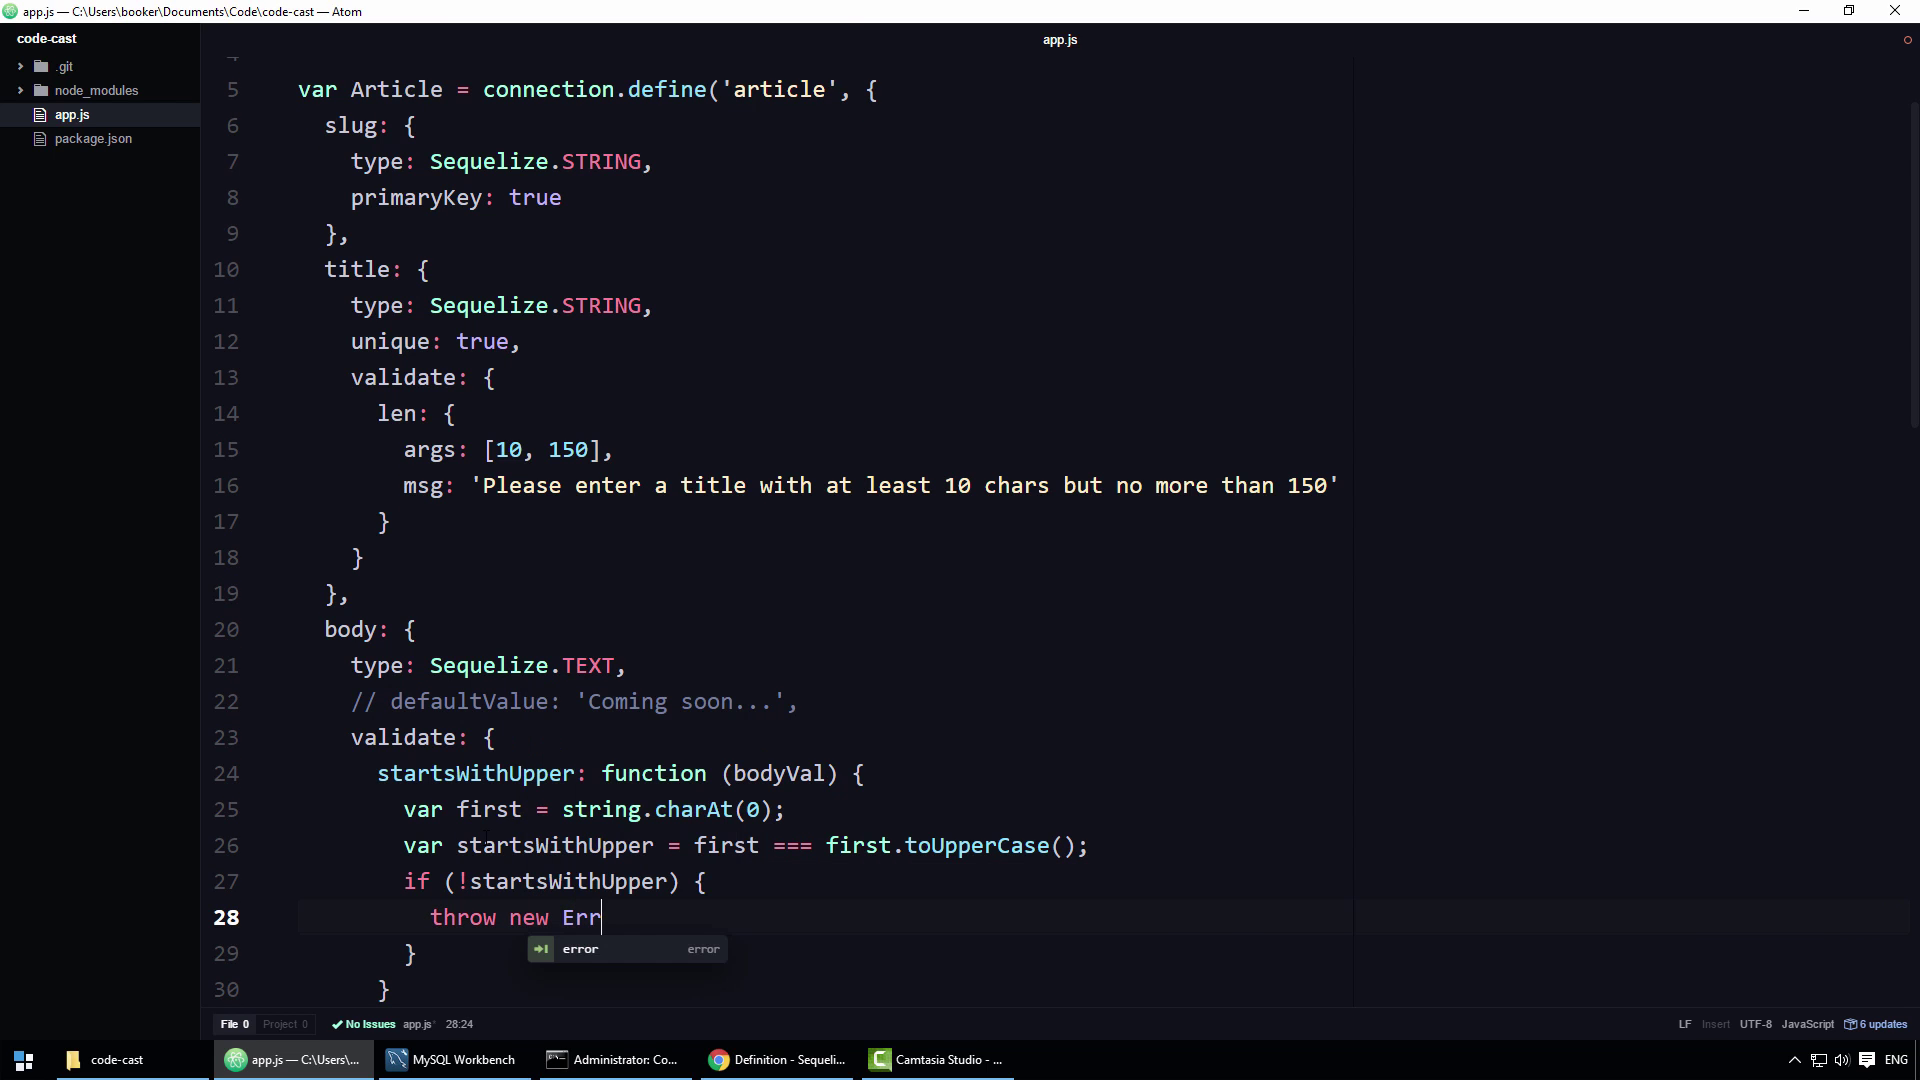 app.js — C:\Users\booker\Documents\Code\code-cast — Atom
code-cast
.git
node_modules
app.js
package.json
app.js
4
5 var Article = connection.define('article', {
6 slug: {
7 type: Sequelize.STRING,
8 primaryKey: true
9 },
10 title: {
11 type: Sequelize.STRING,
12 unique: true,
13 validate: {
14 len: {
15 args: [10, 150],
16 msg: 'Please enter a title with at least 10 chars but no more than 150'
17 }
18 }
19 },
20 body: {
21 type: Sequelize.TEXT,
22 // defaultValue: 'Coming soon...',
23 validate: {
24 startsWithUpper: function (bodyVal) {
25 var first = string.charAt(0);
26 var startsWithUpper = first === first.toUpperCase();
27 if (!startsWithUpper) {
28 throw new Err
error error
29 }
30 }
File 0 Project 0 No Issues app.js* 28:24 LF Insert UTF-8 JavaScript 6 updates
code-cast app.js — C:\Users\... MySQL Workbench Administrator: Co... Definition - Sequeli... Camtasia Studio - ... ENG